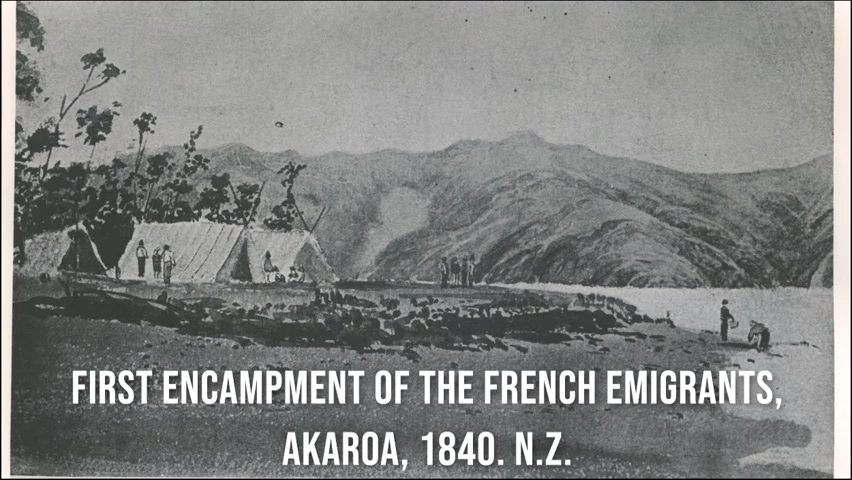 FIRST ENCAMPMENT OF THE FRENCH EMIGRANTS,
AKAROA, 1840. N.Z.